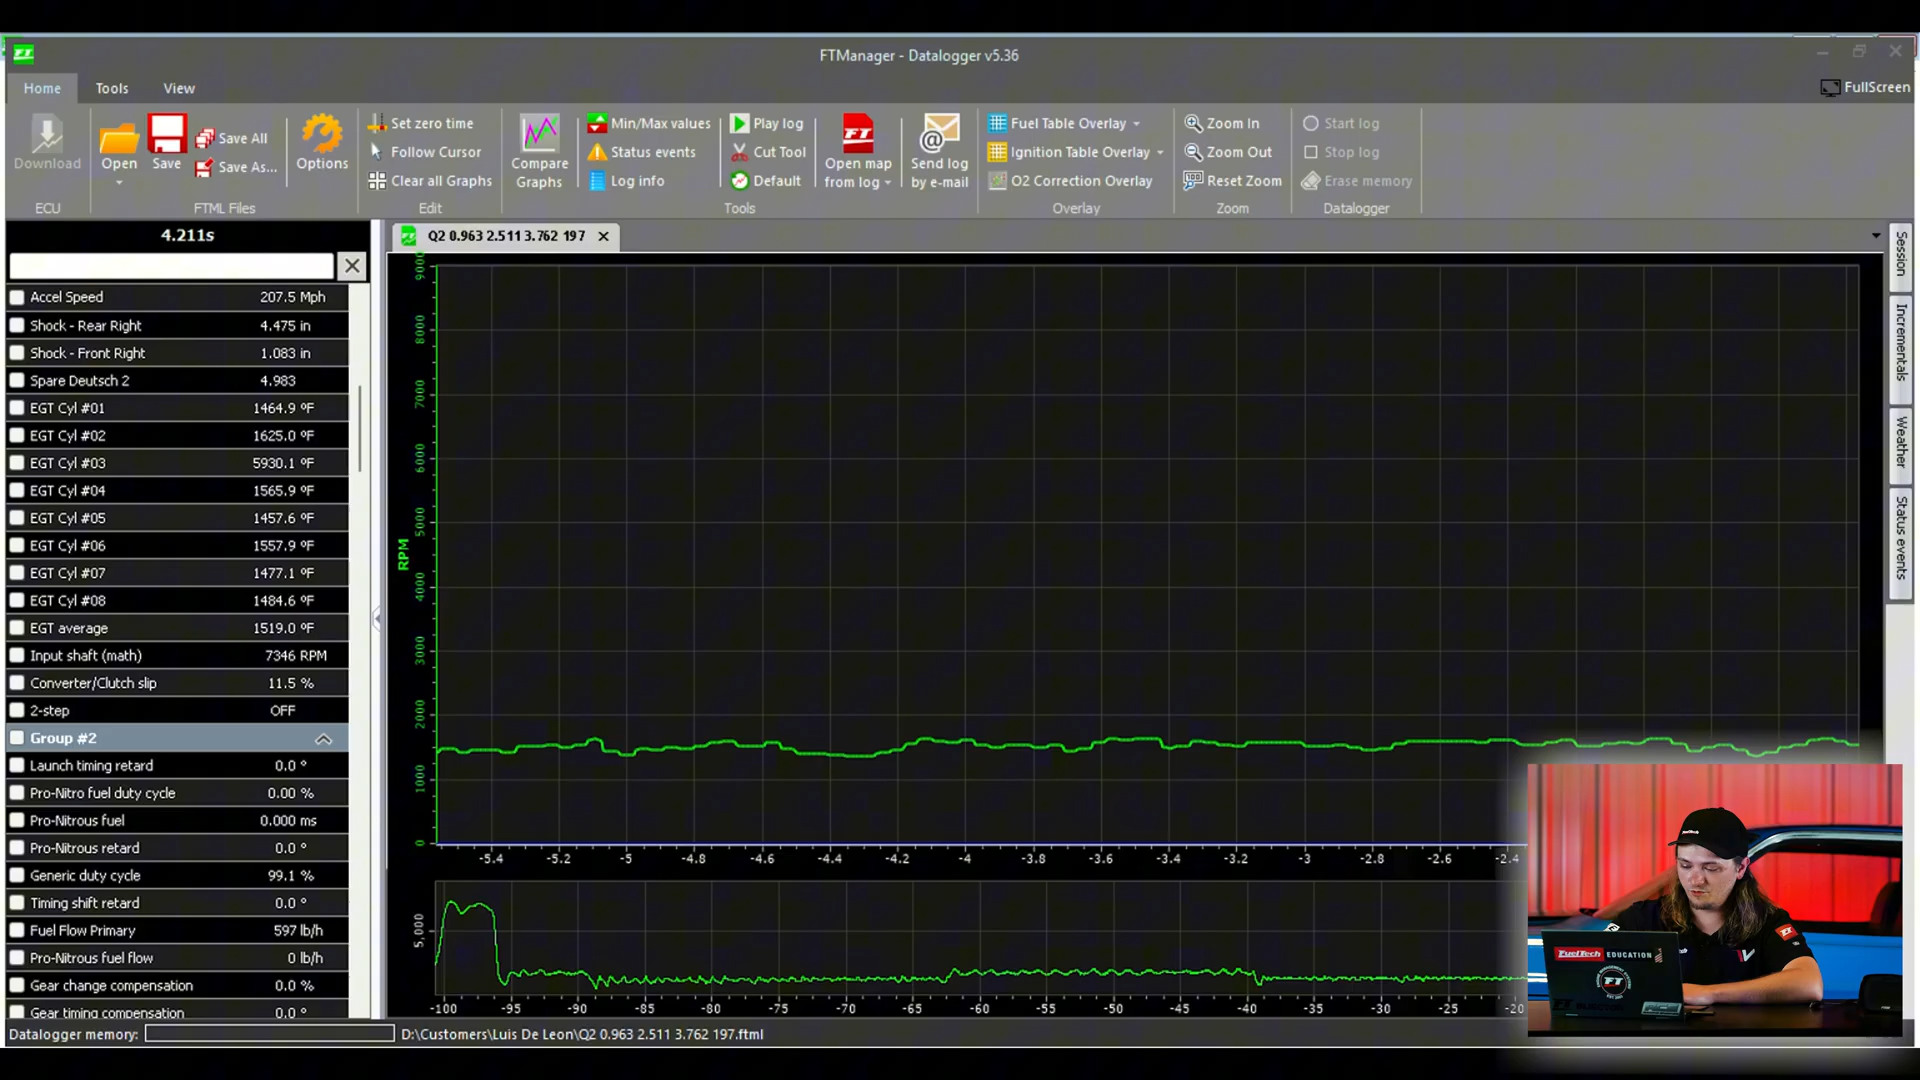 FTManager - Datalogger v5.36
Home Tools View FullScreen
Download Open Save Save All Save As... Options
Set zero time Follow Cursor Clear all Graphs
Compare Graphs
Min/Max values Status events Log info
Play log Cut Tool Default
Open map from log
Send log by e-mail
Fuel Table Overlay Ignition Table Overlay O2 Correction Overlay
Zoom In Zoom Out Reset Zoom
Start log Stop log Erase memory
ECU FTML Files Edit Tools Overlay Zoom Datalogger
4.211s
Q2 0.963 2.511 3.762 197
Accel Speed 207.5 Mph
Shock - Rear Right 4.475 in
Shock - Front Right 1.083 in
Spare Deutsch 2 4.983
EGT Cyl #01 1464.9 ºF
EGT Cyl #02 1625.0 ºF
EGT Cyl #03 5930.1 ºF
EGT Cyl #04 1565.9 ºF
EGT Cyl #05 1457.6 ºF
EGT Cyl #06 1557.9 ºF
EGT Cyl #07 1477.1 ºF
EGT Cyl #08 1484.6 ºF
EGT average 1519.0 ºF
Input shaft (math) 7346 RPM
Converter/Clutch slip 11.5 %
2-step OFF
Group #2
Launch timing retard 0.0 °
Pro-Nitro fuel duty cycle 0.00 %
Pro-Nitrous fuel 0.000 ms
Pro-Nitrous retard 0.0 °
Generic duty cycle 99.1 %
Timing shift retard 0.0 °
Fuel Flow Primary 597 lb/h
Pro-Nitrous fuel flow 0 lb/h
Gear change compensation 0.0 %
Gear timing compensation 0.0 °
Datalogger memory:
D:\Customers\Luis De Leon\Q2 0.963 2.511 3.762 197.ftml
RPM
9000
8000
7000
6000
5000
4000
3000
2000
1000
0
-5.4 -5.2 -5 -4.8 -4.6 -4.4 -4.2 -4 -3.8 -3.6 -3.4 -3.2 -3 -2.8 -2.6 -2.4
5,000
-100 -95 -90 -85 -80 -75 -70 -65 -60 -55 -50 -45 -40 -35 -30 -25 -20
Session
Incrementals
Weather
Status events
FuelTech EDUCATION
FT